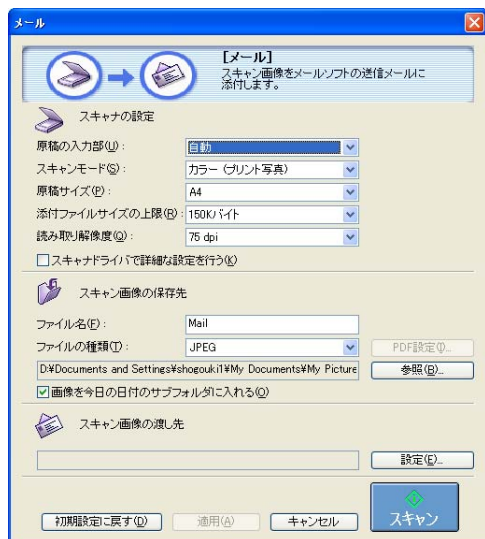 メール
[メール]
スキャン画像をメールソフトの送信メールに
添付します。
スキャナの設定
原稿の入力部(U):
自動
スキャンモード(S):
カラー (プリント写真)
原稿サイズ(P):
A4
添付ファイルサイズの上限(R):
150Kバイト
読み取り解像度(Q):
75 dpi
スキャナドライバで詳細な設定を行う(K)
スキャン画像の保存先
ファイル名(F):
Mail
ファイルの種類(T):
JPEG
PDF設定(I)...
D:¥Documents and Settings¥shogouki1¥My Documents¥My Picture
参照(B)...
画像を今日の日付のサブフォルダに入れる(O)
スキャン画像の渡し先
設定(E)...
初期設定に戻す(D)
適用(A)
キャンセル
スキャン